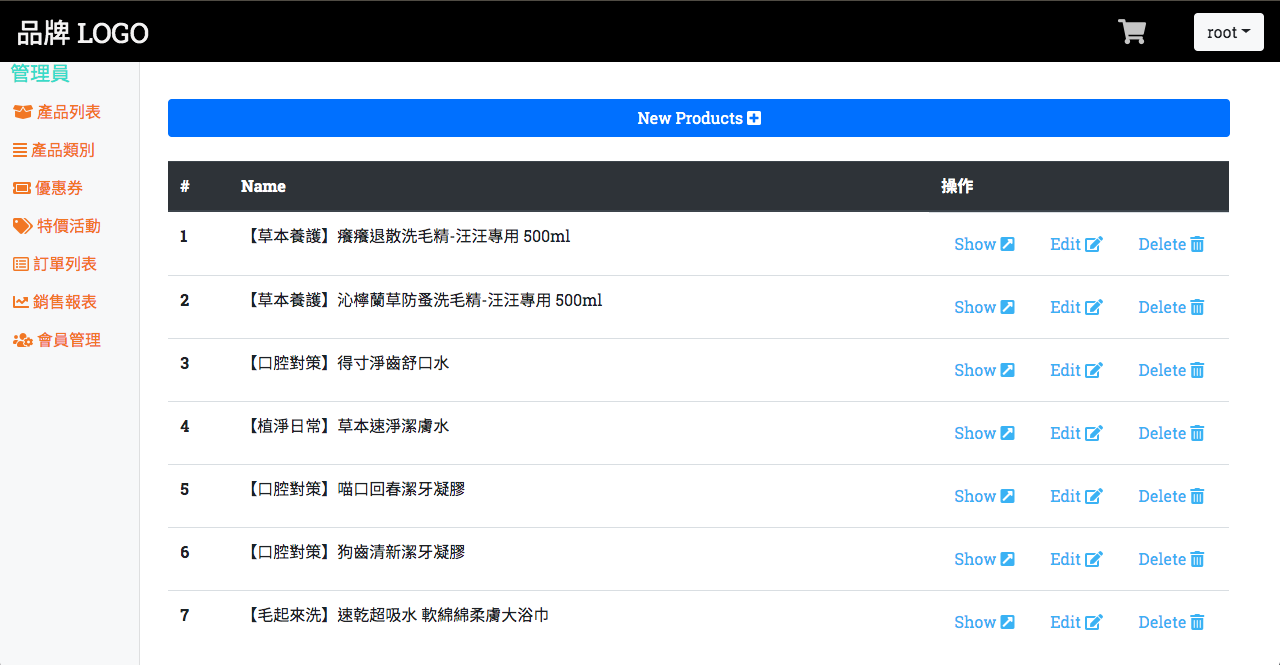 品牌 LOGO
root
管理員
產品列表
產品類別
優惠券
特價活動
訂單列表
銷售報表
會員管理
New Products
# Name 操作
1 【草本養護】癢癢退散洗毛精-汪汪專用 500ml Show Edit Delete
2 【草本養護】沁檸蘭草防蚤洗毛精-汪汪專用 500ml Show Edit Delete
3 【口腔對策】得寸淨齒舒口水 Show Edit Delete
4 【植淨日常】草本速淨潔膚水 Show Edit Delete
5 【口腔對策】喵口回春潔牙凝膠 Show Edit Delete
6 【口腔對策】狗齒清新潔牙凝膠 Show Edit Delete
7 【毛起來洗】速乾超吸水 軟綿綿柔膚大浴巾 Show Edit Delete